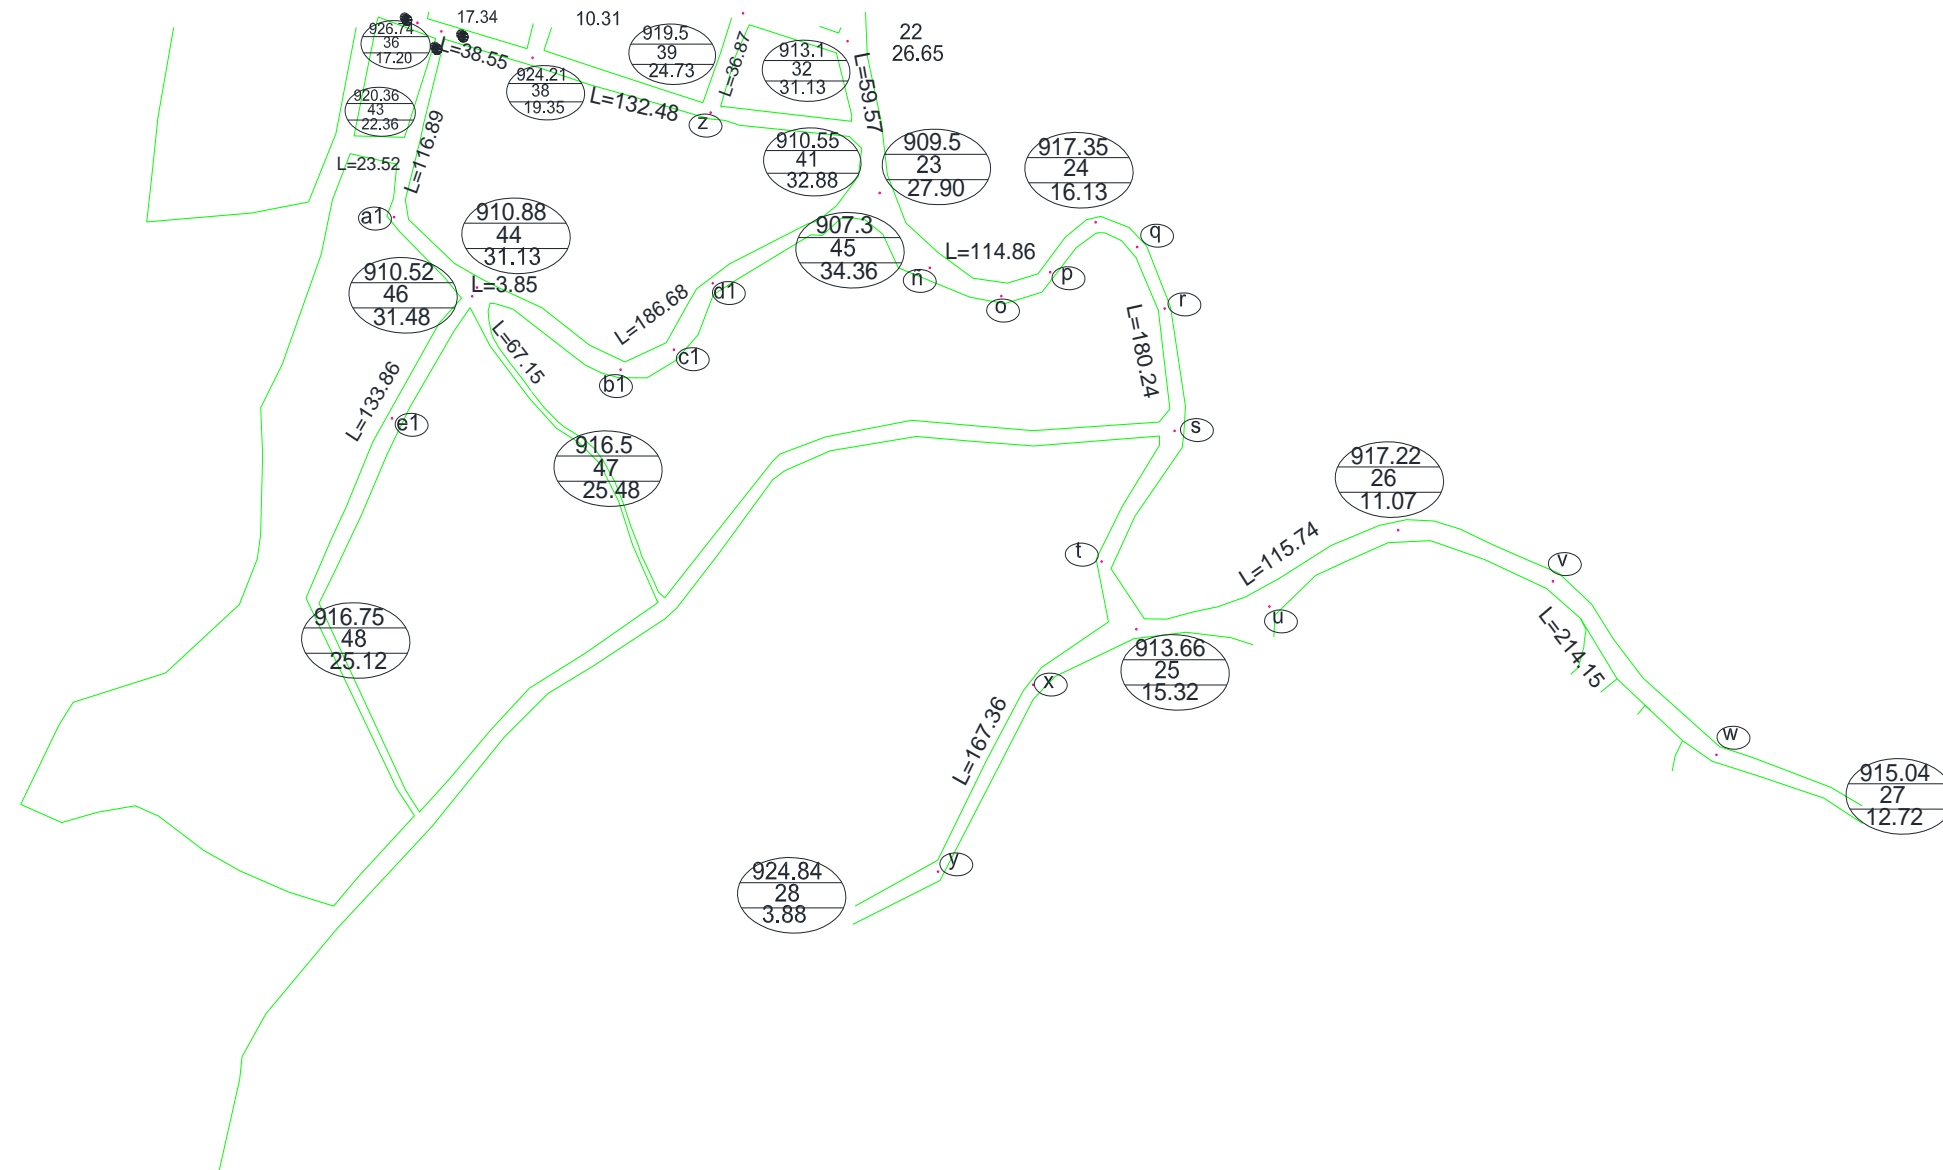 17.34
10.31
22
26.65
926.74
36
17.20
L=38.55
919.5
39
24.73
L=36.87
913.1
32
31.13
L=59.57
924.21
38
19.35
L=132.48
z
920.36
43
22.36
L=116.89
L=23.52
910.55
41
32.88
909.5
23
27.90
917.35
24
16.13
a1
910.88
44
31.13
907.3
45
34.36
L=114.86
ñ
o
p
q
r
910.52
46
31.48
L=3.85
d1
L=186.68
c1
b1
L=67.15
L=180.24
L=133.86
e1
s
916.5
47
25.48
917.22
26
11.07
t
L=115.74
v
u
916.75
48
25.12
913.66
25
15.32
L=214.15
x
L=167.36
w
915.04
27
12.72
y
924.84
28
3.88